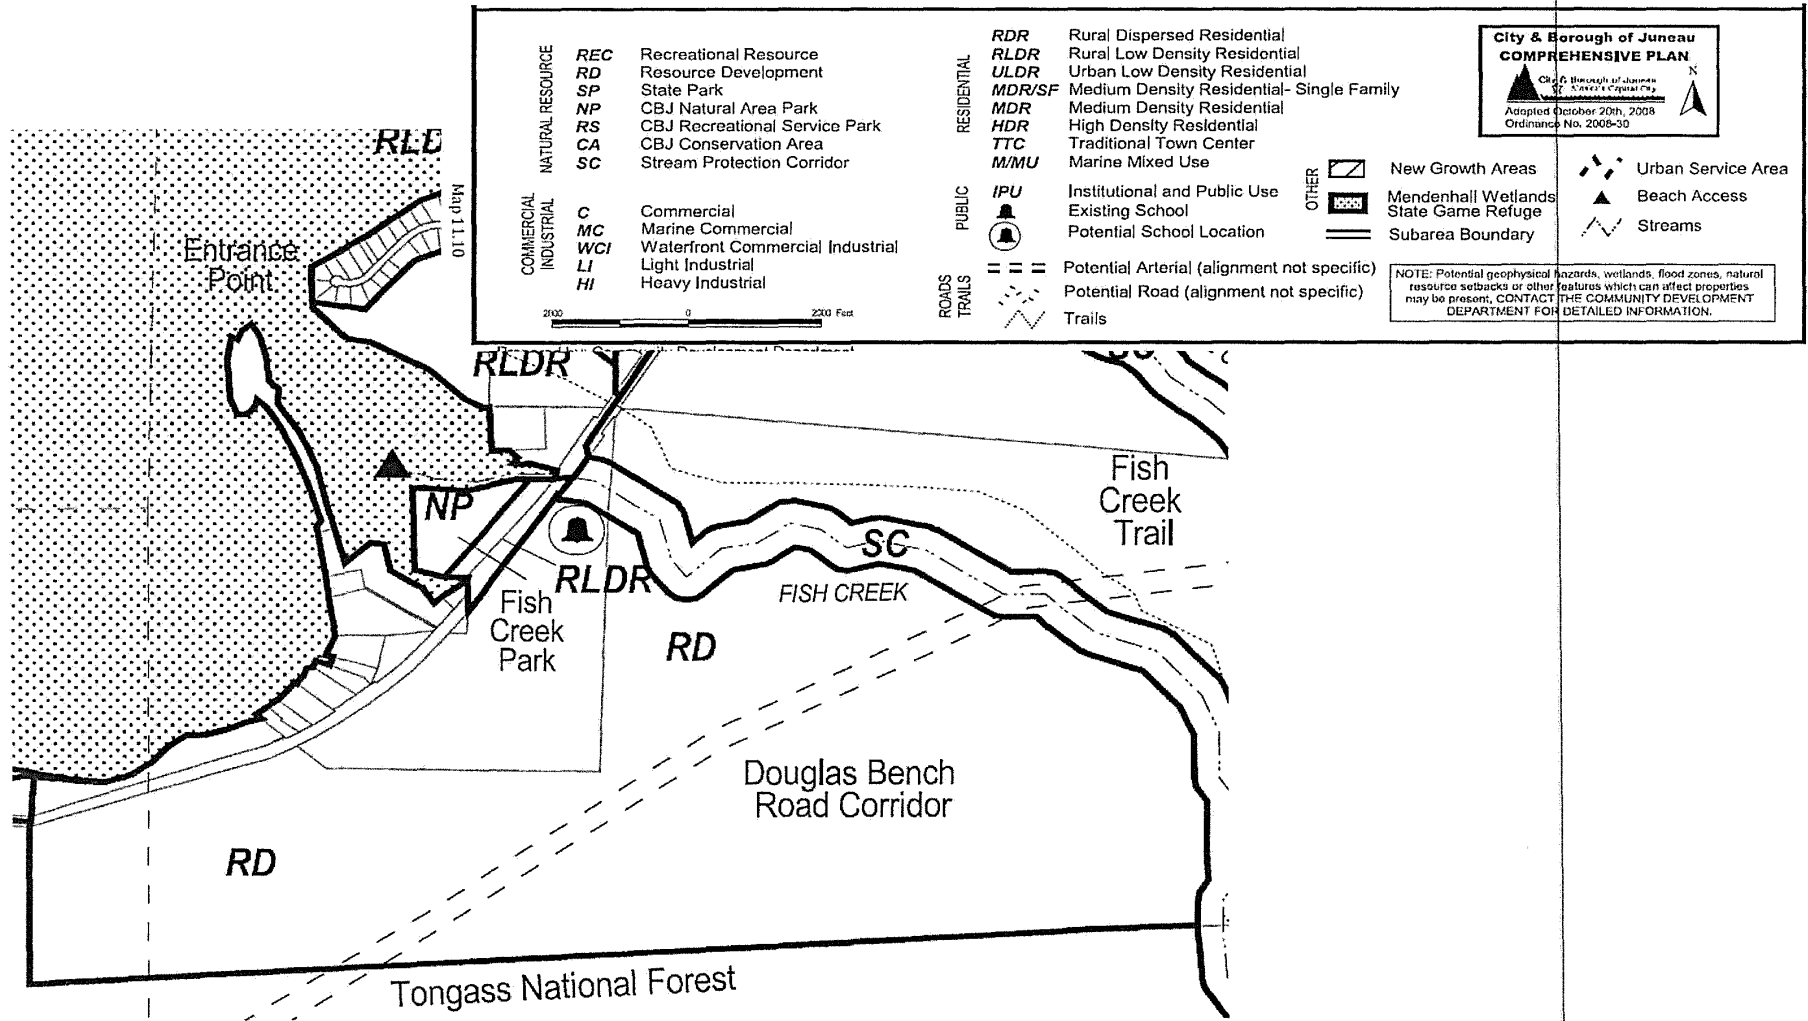 NATURAL RESOURCE
REC Recreational Resource
RD Resource Development
SP State Park
NP CBJ Natural Area Park
RS CBJ Recreational Service Park
CA CBJ Conservation Area
SC Stream Protection Corridor
COMMERCIAL
INDUSTRIAL
C Commercial
MC Marine Commercial
WCI Waterfront Commercial Industrial
LI Light Industrial
HI Heavy Industrial
2000 0 2000 Feet
RESIDENTIAL
RDR Rural Dispersed Residential
RLDR Rural Low Density Residential
ULDR Urban Low Density Residential
MDR/SF Medium Density Residential- Single Family
MDR Medium Density Residential
HDR High Density Residential
TTC Traditional Town Center
M/MU Marine Mixed Use
PUBLIC
IPU Institutional and Public Use
Existing School
Potential School Location
ROADS
TRAILS
Potential Arterial (alignment not specific)
Potential Road (alignment not specific)
Trails
City & Borough of Juneau
COMPREHENSIVE PLAN
City & Borough of Juneau
Alaska's Capital City
N
Adopted October 20th, 2008
Ordinance No. 2008-30
OTHER
New Growth Areas
Mendenhall Wetlands
State Game Refuge
Subarea Boundary
Urban Service Area
Beach Access
Streams
NOTE: Potential geophysical hazards, wetlands, flood zones, natural
resource setbacks or other features which can affect properties
may be present, CONTACT THE COMMUNITY DEVELOPMENT
DEPARTMENT FOR DETAILED INFORMATION.
Map 11.10
Entrance
Point
RLDR
NP
Fish
Creek
Trail
SC
RLDR
FISH CREEK
Fish
Creek
Park
RD
Douglas Bench
Road Corridor
RD
Tongass National Forest